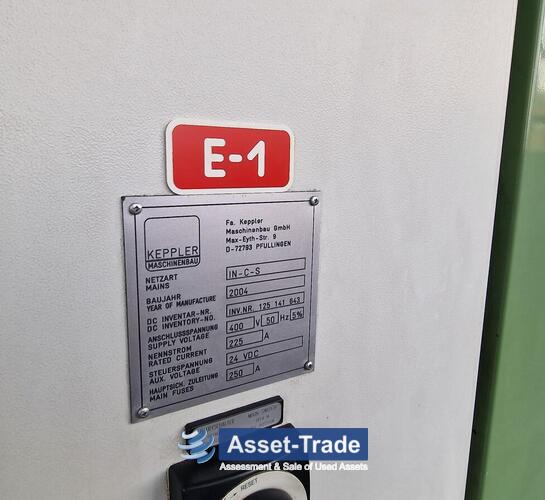 E-1
KEPPLER
MASCHINENBAU
Fa. Keppler
Maschinenbau GmbH
Max-Eyth-Str. 9
D-72793 PFULLINGEN
NETZART
MAINS
IN-C-S
BAUJAHR
YEAR OF MANUFACTURE
2004
DC INVENTAR-NR.
DC INVENTORY-NO.
INV.NR. 125 141 643
ANSCHLUSSSPANNUNG
SUPPLY VOLTAGE
400 V 50 Hz 5%
NENNSTROM
RATED CURRENT
225 A
STEUERSPANNUNG
AUX. VOLTAGE
24 VDC
HAUPTSICH. ZULEITUNG
MAIN FUSES
250 A
RESET
Asset-Trade
Assessment & Sale of Used Assets